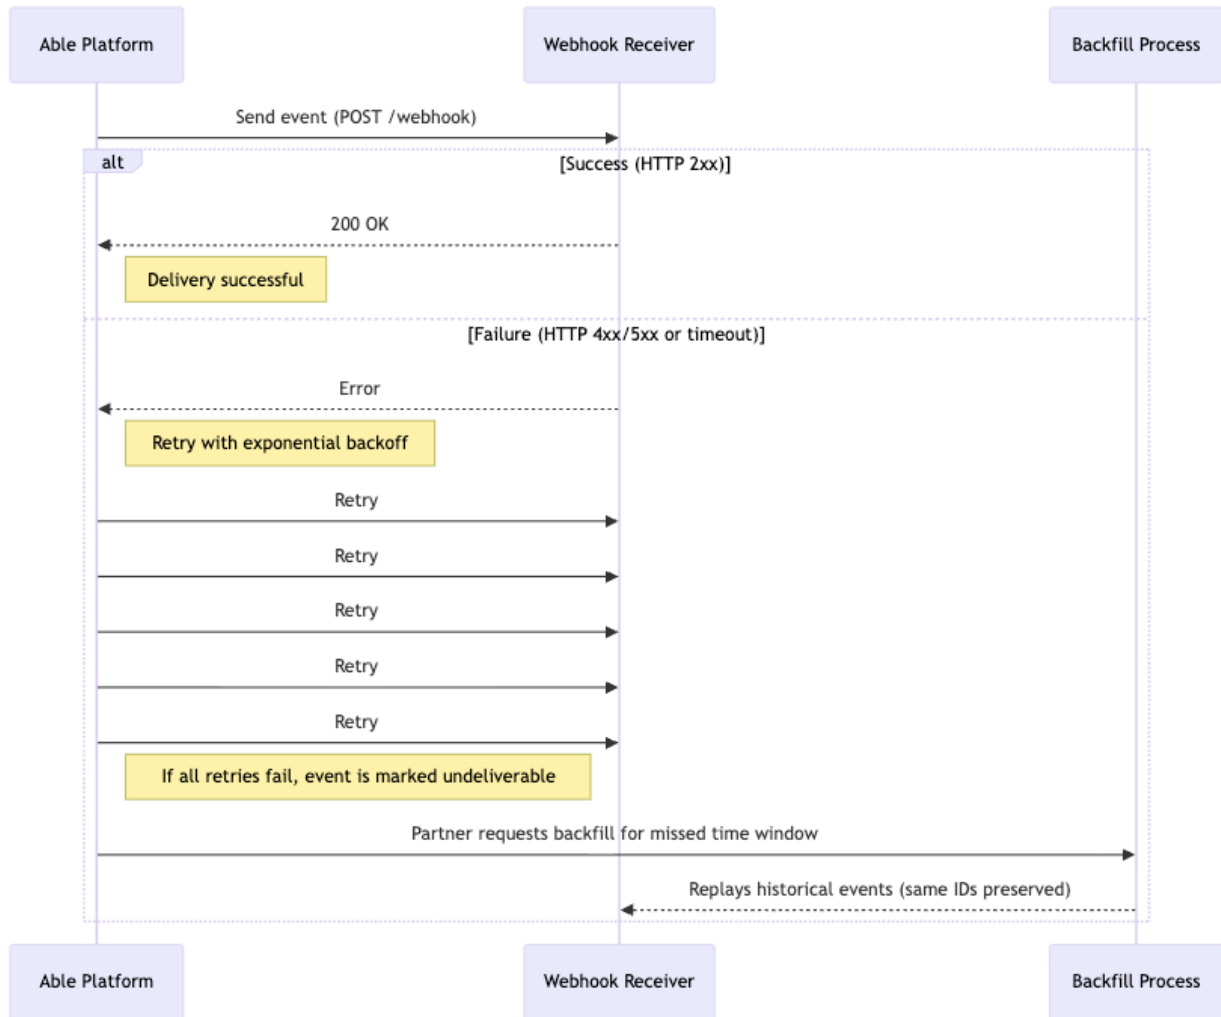 Able Platform
Webhook Receiver
Backfill Process
Send event (POST /webhook)
alt
[Success (HTTP 2xx)]
200 OK
Delivery successful
[Failure (HTTP 4xx/5xx or timeout)]
Error
Retry with exponential backoff
Retry
Retry
Retry
Retry
Retry
If all retries fail, event is marked undeliverable
Partner requests backfill for missed time window
Replays historical events (same IDs preserved)
Able Platform
Webhook Receiver
Backfill Process